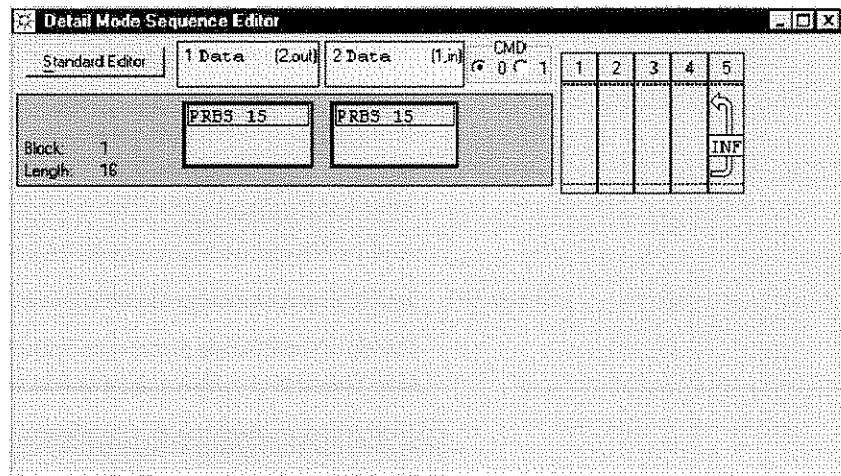 Detail Mode Sequence Editor
Standard Editor
1 Data (2,out)
2 Data (1,in)
CMD
0 1
1 2 3 4 5
PRBS 15
PRBS 15
Block: 1
Length: 16
INF